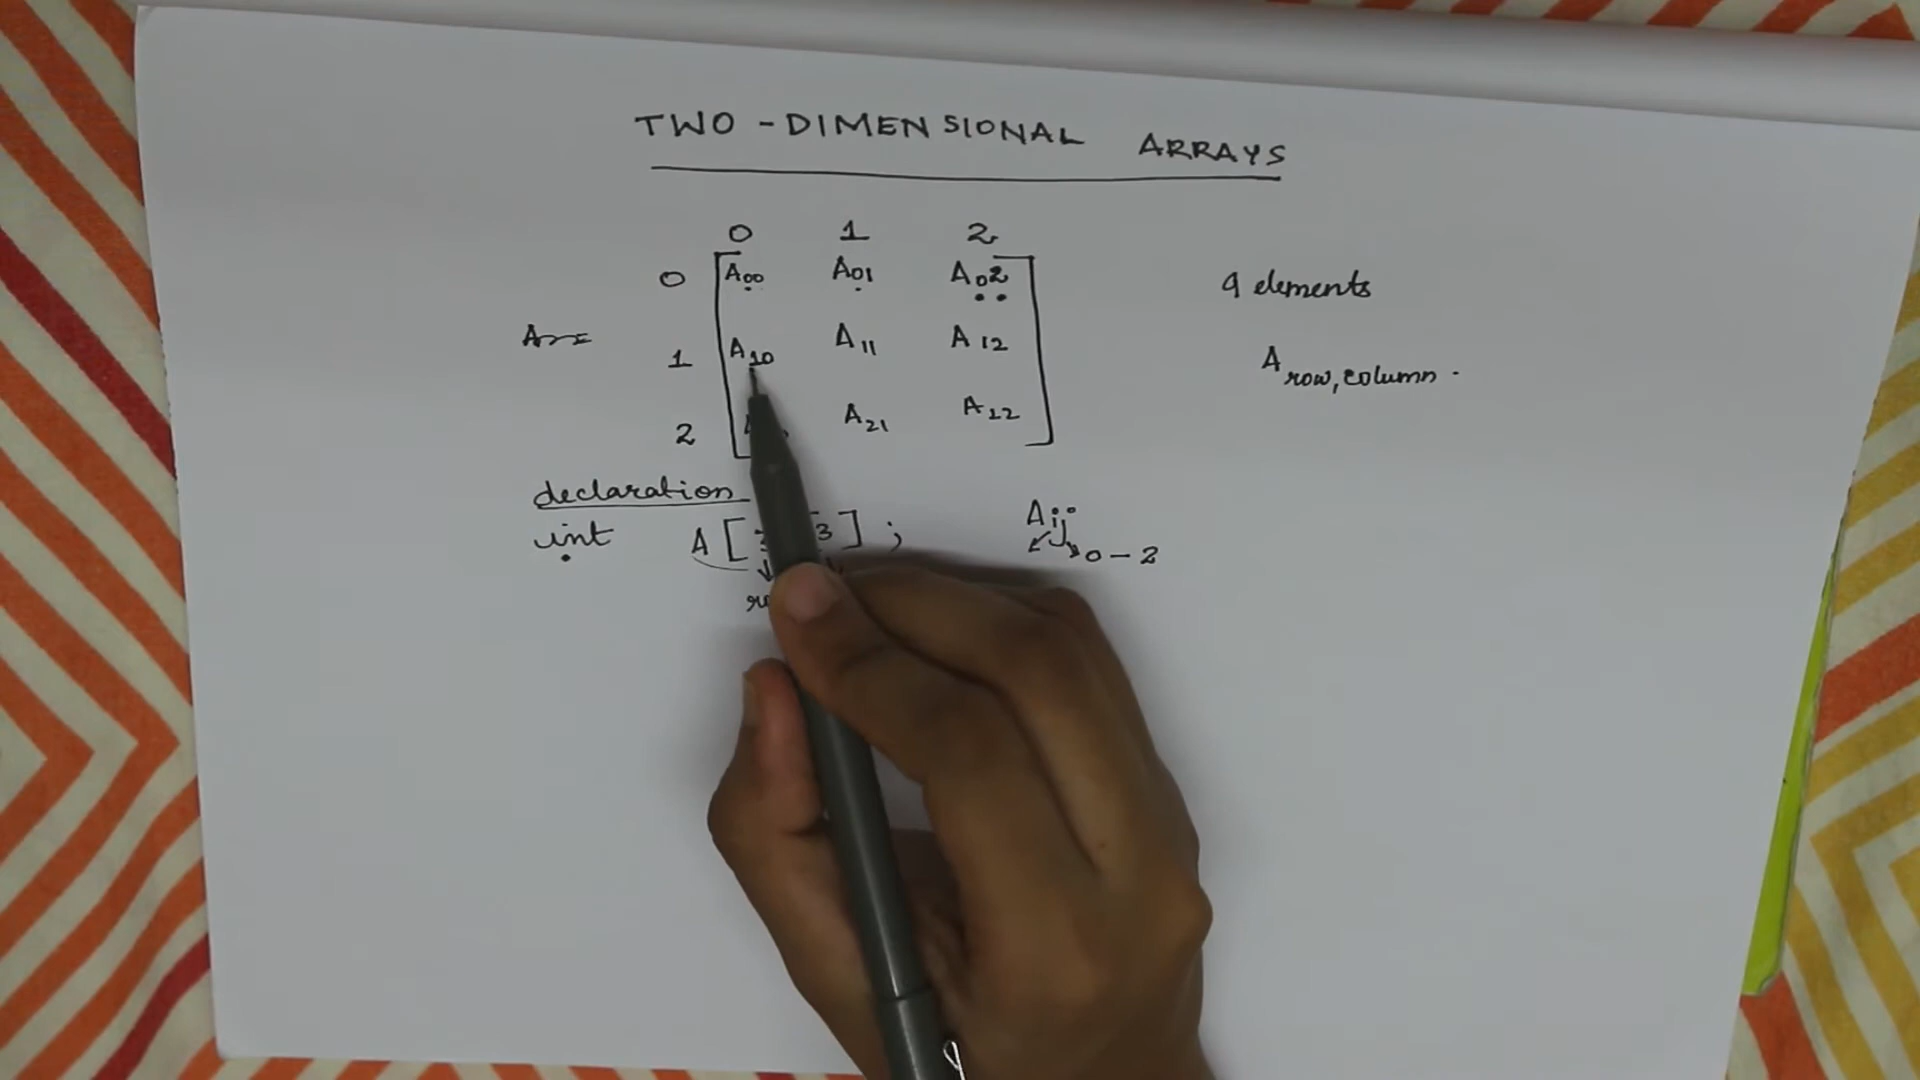 TWO-DIMENSIONAL ARRAYS
0 1 2
0 A00 A01 A02 9 elements
1 A10 A11 A12 A row, column.
2 A21 A22
declaration
int A [ 3 ] ; Aij
0-2